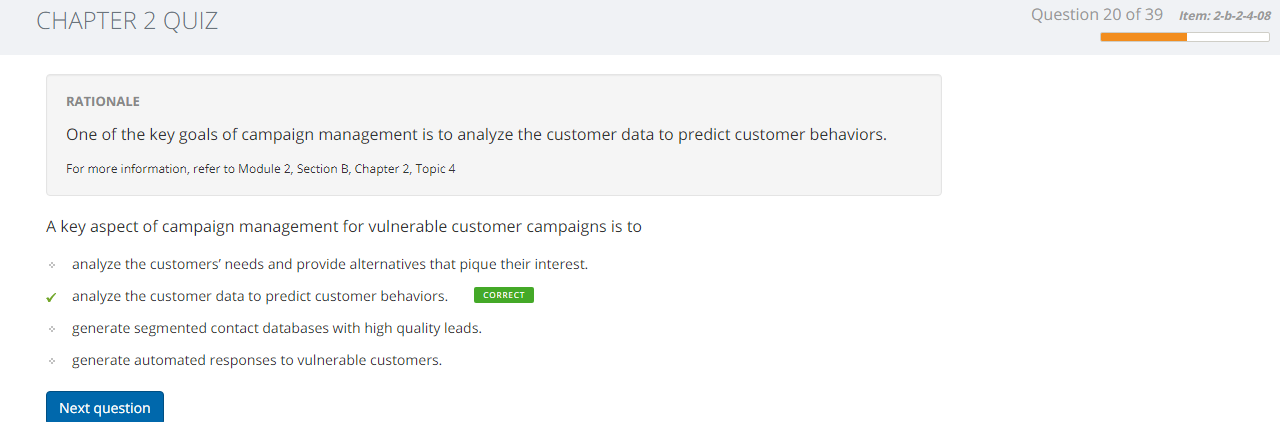 CHAPTER 2 QUIZ
Question 20 of 39 Item: 2-b-2-4-08
RATIONALE
One of the key goals of campaign management is to analyze the customer data to predict customer behaviors.
For more information, refer to Module 2, Section B, Chapter 2, Topic 4
A key aspect of campaign management for vulnerable customer campaigns is to
analyze the customers’ needs and provide alternatives that pique their interest.
analyze the customer data to predict customer behaviors. CORRECT
generate segmented contact databases with high quality leads.
generate automated responses to vulnerable customers.
Next question